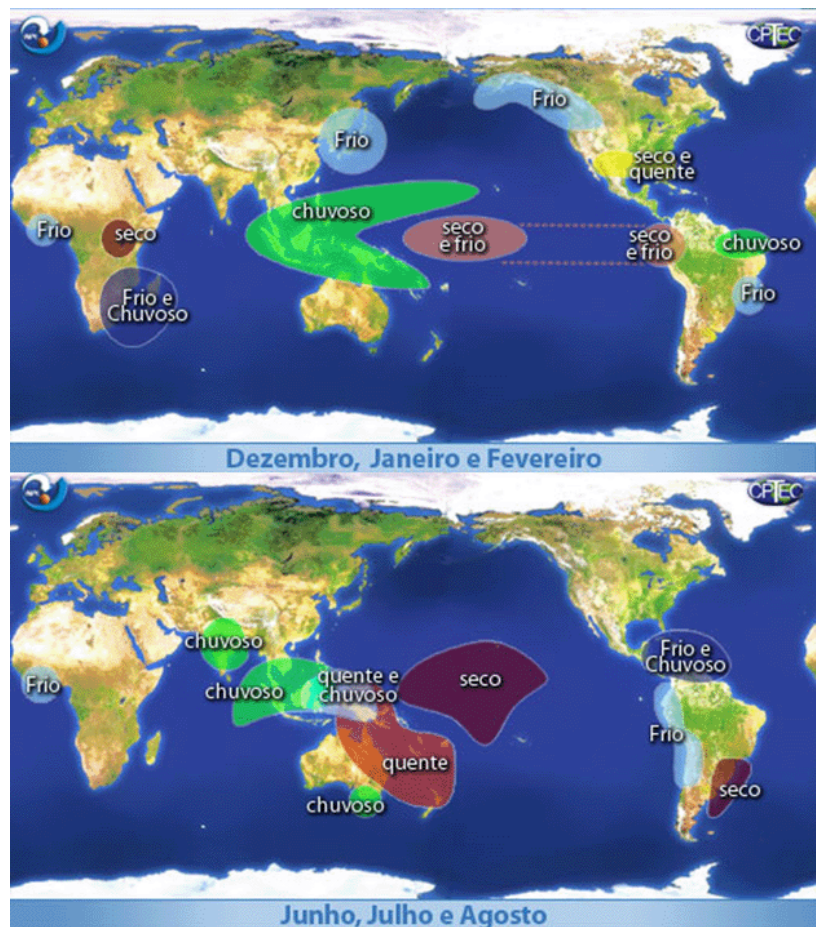 CPTEC
Frio
Frio
seco e
quente
chuvoso
Frio
seco
seco
e frio
seco
e frio
chuvoso
Frio e
Chuvoso
Frio
Dezembro, Janeiro e Fevereiro
CPTEC
chuvoso
Frio e
Chuvoso
Frio
chuvoso
quente e
chuvoso
seco
Frio
quente
chuvoso
seco
Junho, Julho e Agosto